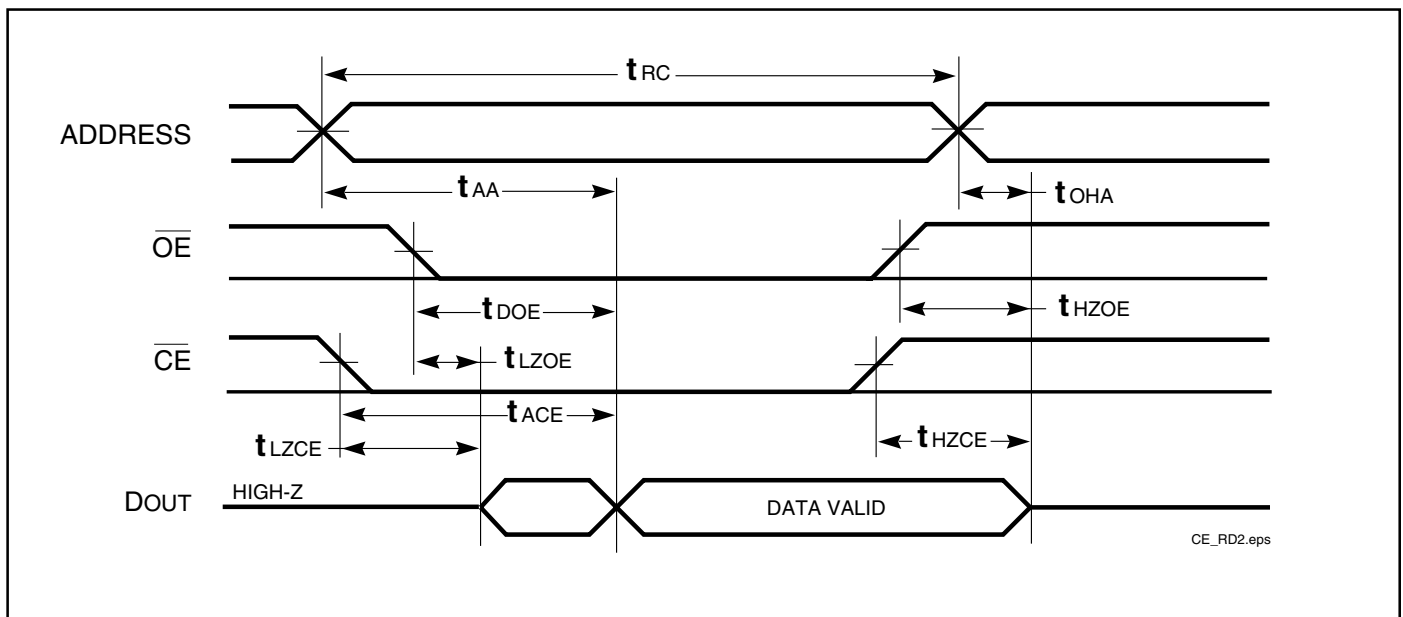 tRC
ADDRESS
tAA
tOHA
OE
tDOE
tHZOE
CE
tLZOE
tACE
tHZCE
tLZCE
HIGH-Z
DOUT
DATA VALID
CE_RD2.eps